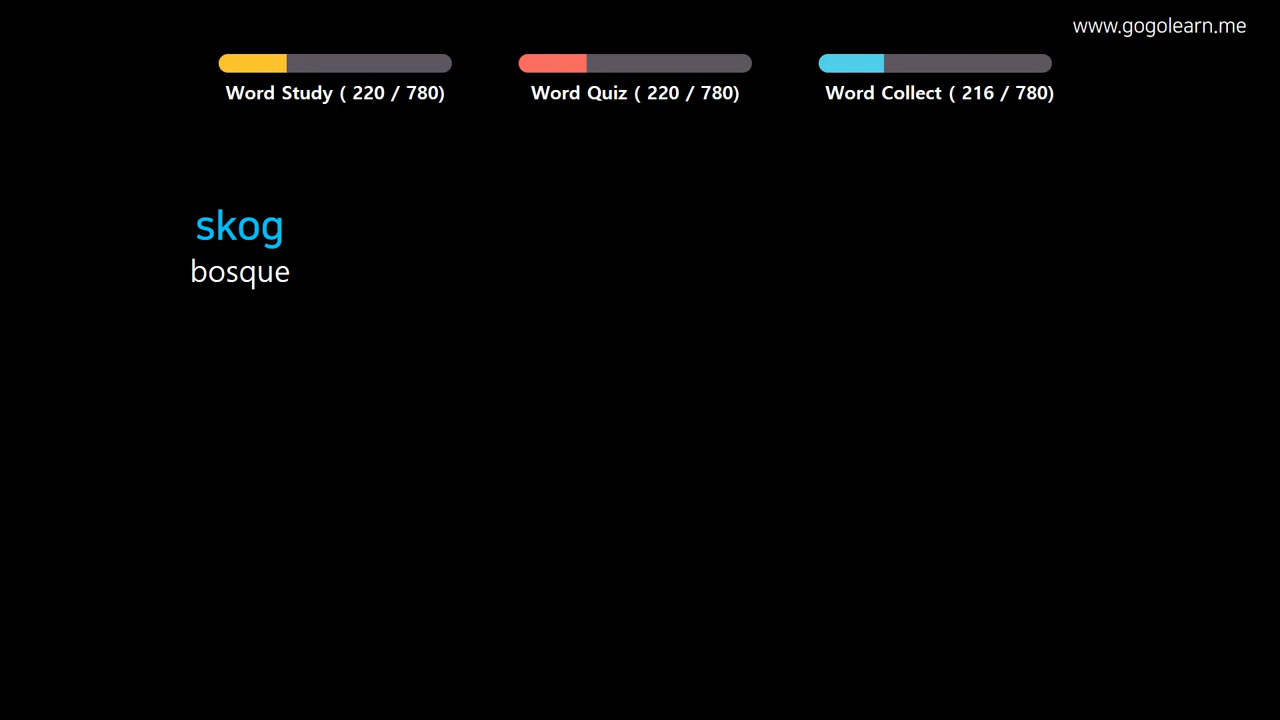 www.gogolearn.me
Word Study ( 220 / 780)
Word Quiz ( 220 / 780)
Word Collect ( 216 / 780)
skog
bosque